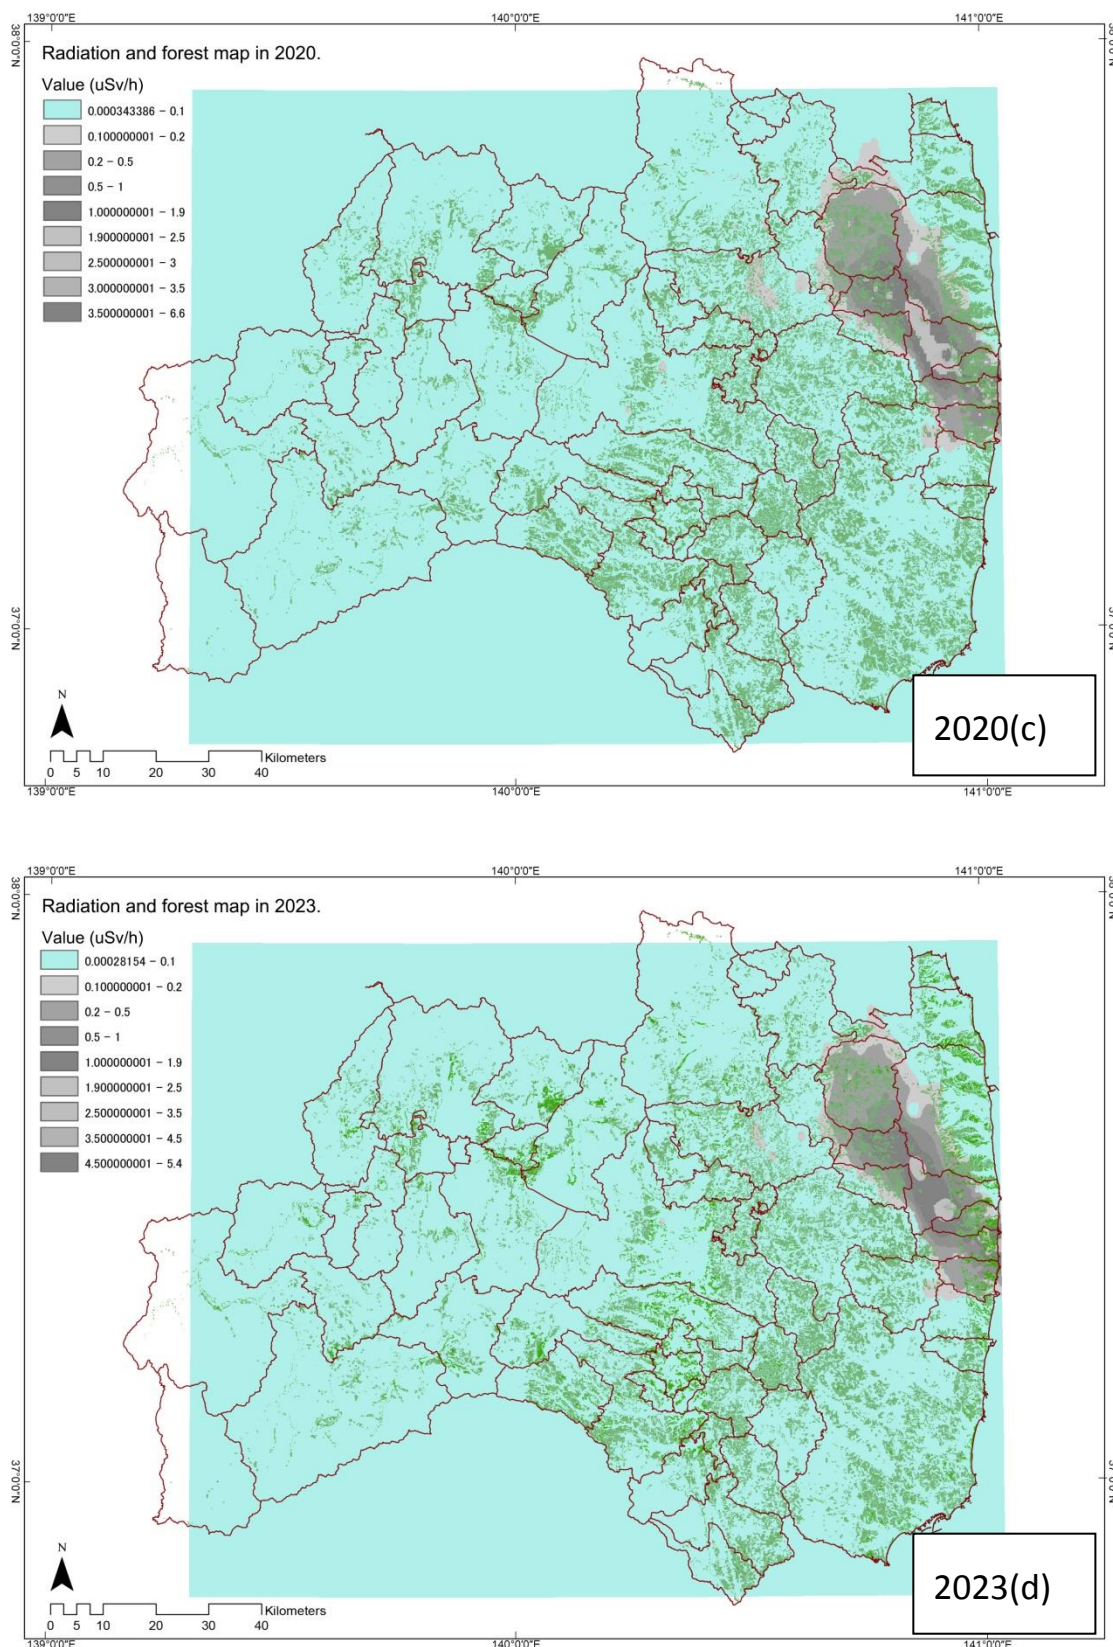 139°0'0"E 140°0'0"E 141°0'0"E
38°0'0"N
Radiation and forest map in 2020.
Value (uSv/h)
0.000343386 – 0.1
0.100000001 – 0.2
0.2 – 0.5
0.5 – 1
1.000000001 – 1.9
1.900000001 – 2.5
2.500000001 – 3
3.000000001 – 3.5
3.500000001 – 6.6
37°0'0"N
N
Kilometers
0 5 10 20 30 40
2020(c)
139°0'0"E 140°0'0"E 141°0'0"E
139°0'0"E 140°0'0"E 141°0'0"E
38°0'0"N
Radiation and forest map in 2023.
Value (uSv/h)
0.00028154 – 0.1
0.100000001 – 0.2
0.2 – 0.5
0.5 – 1
1.000000001 – 1.9
1.900000001 – 2.5
2.500000001 – 3.5
3.500000001 – 4.5
4.500000001 – 5.4
37°0'0"N
N
Kilometers
0 5 10 20 30 40
2023(d)
139°0'0"E 140°0'0"E 141°0'0"E